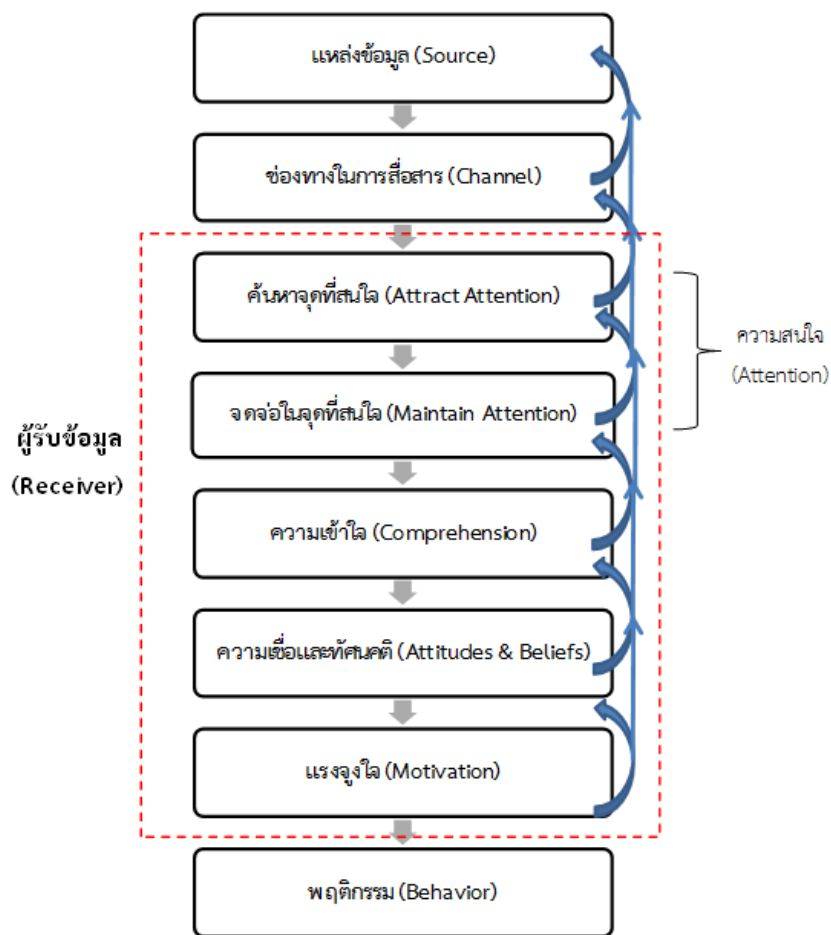 แหล่งข้อมูล (Source)
ช่องทางในการสื่อสาร (Channel)
ค้นหาจุดที่สนใจ (Attract Attention)
ความสนใจ
(Attention)
จดจ่อในจุดที่สนใจ (Maintain Attention)
ผู้รับข้อมูล
(Receiver)
ความเข้าใจ (Comprehension)
ความเชื่อและทัศนคติ (Attitudes & Beliefs)
แรงจูงใจ (Motivation)
พฤติกรรม (Behavior)